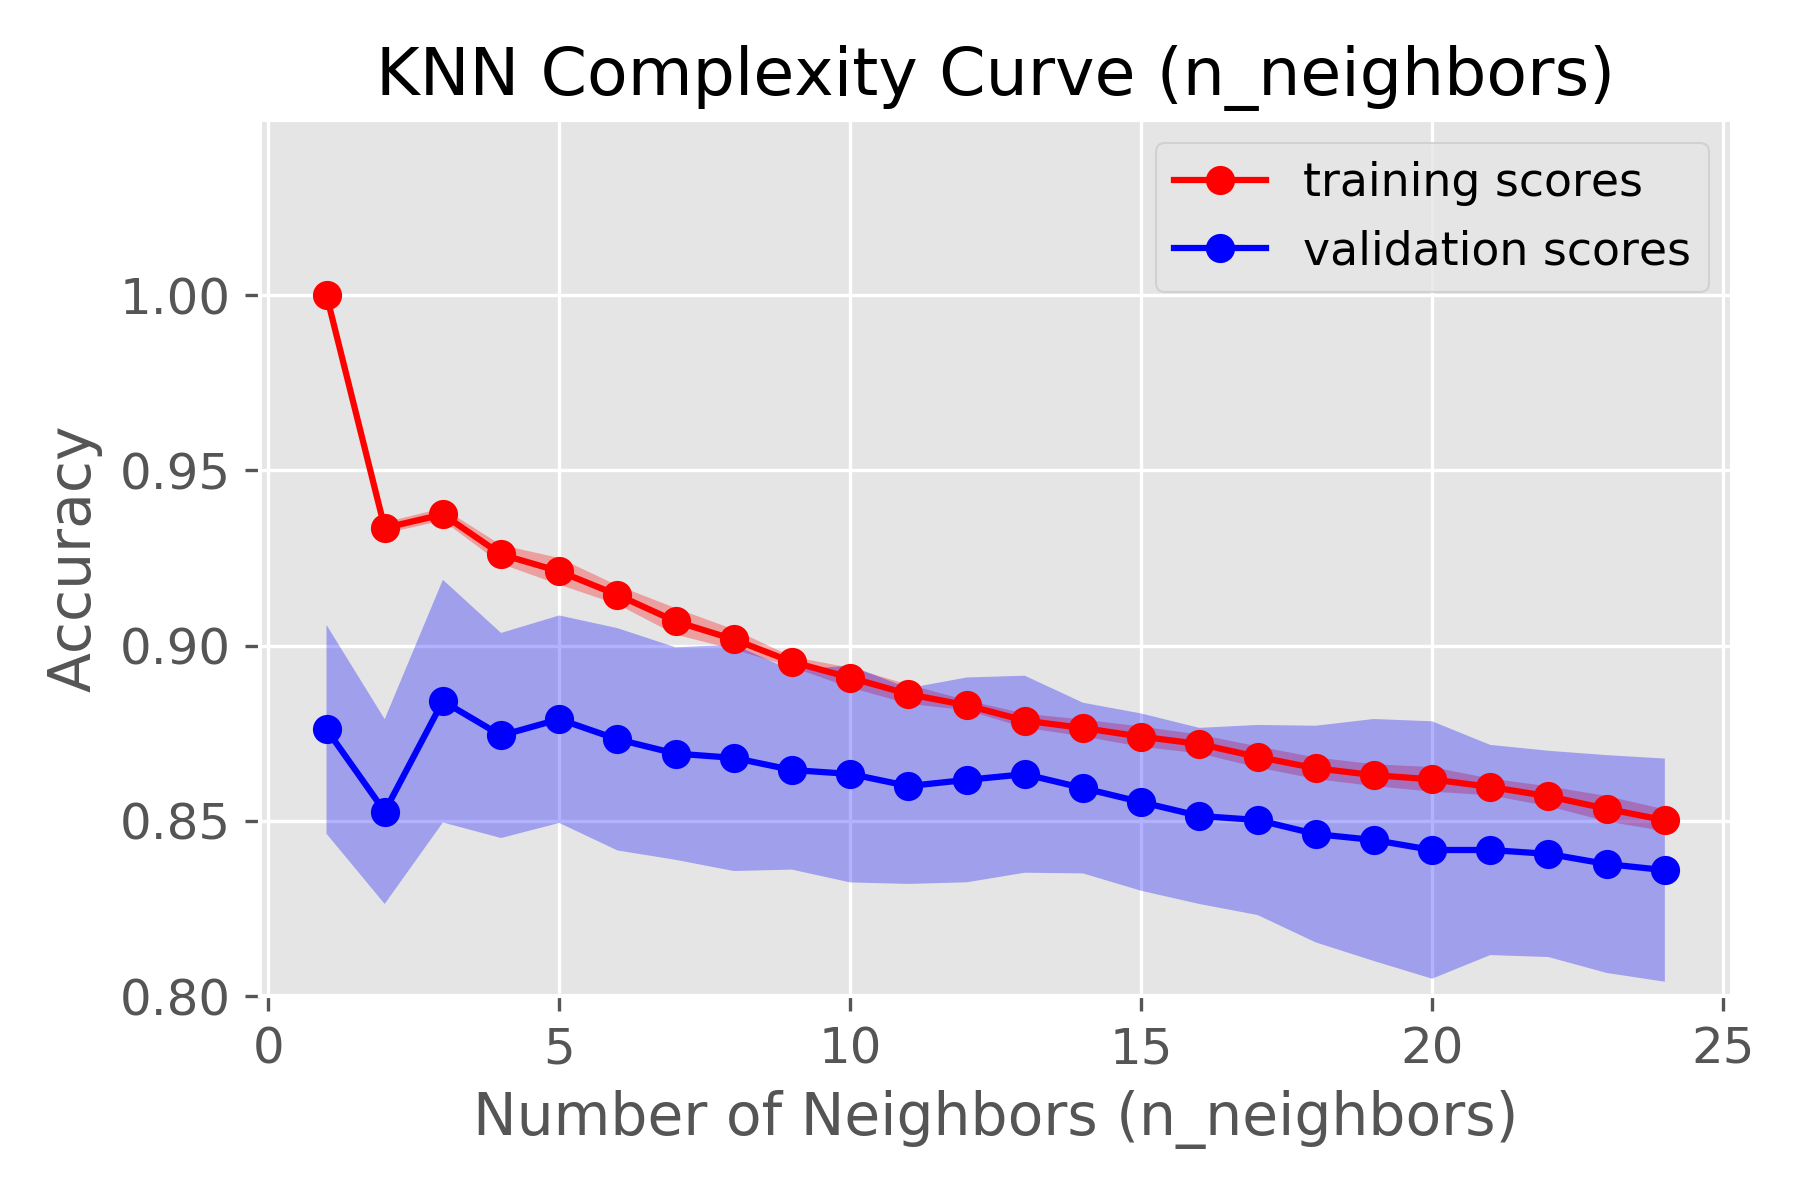 KNN Complexity Curve (n_neighbors)
training scores
validation scores
1.00
0.95
0.90
0.85
0.80
Accuracy
0 5 10 15 20 25
Number of Neighbors (n_neighbors)